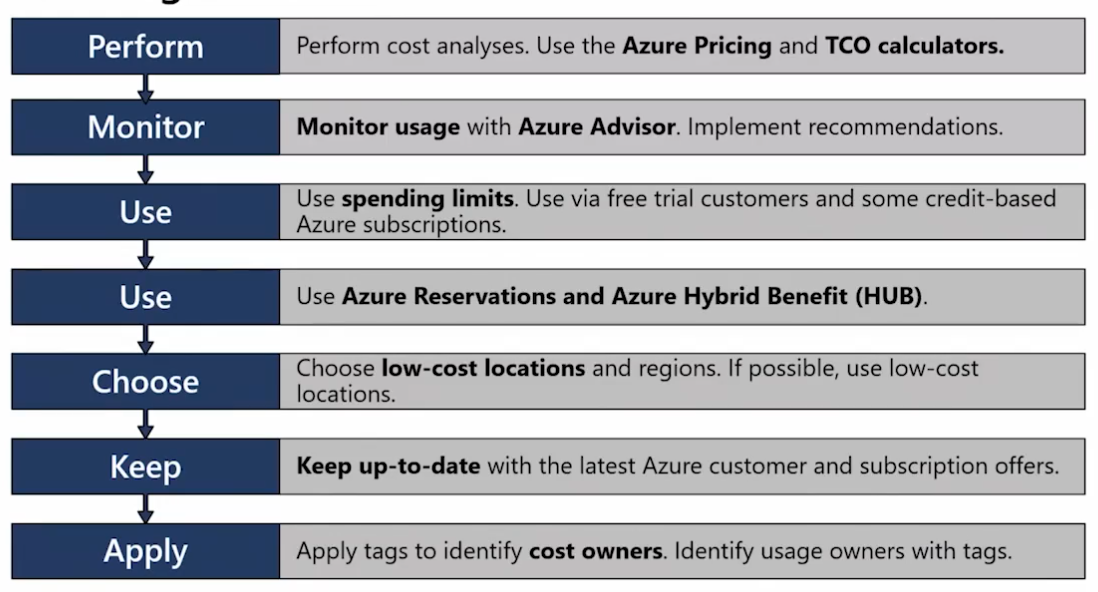 Perform
Perform cost analyses. Use the Azure Pricing and TCO calculators.
Monitor
Monitor usage with Azure Advisor. Implement recommendations.
Use
Use spending limits. Use via free trial customers and some credit-based
Azure subscriptions.
Use
Use Azure Reservations and Azure Hybrid Benefit (HUB).
Choose
Choose low-cost locations and regions. If possible, use low-cost
locations.
Keep
Keep up-to-date with the latest Azure customer and subscription offers.
Apply
Apply tags to identify cost owners. Identify usage owners with tags.